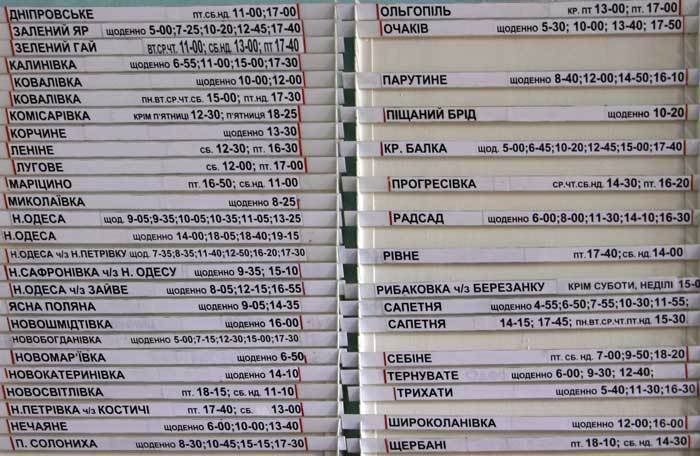 ДНІПРОВСЬКЕ ПТ.СБ.НД. 11-00;17-00
ЗАЛЕНИЙ ЯР ЩОДЕННО 5-00;7-25;10-20;12-45;17-40
ЗЕЛЕНИЙ ГАЙ ВТ.СР.ЧТ. 11-00; СБ.НД. 13-00; ПТ 17-40
КАЛИНІВКА ЩОДЕННО 6-55;11-00;15-00;17-30
КОВАЛІВКА ЩОДЕННО 10-00;12-00
КОВАЛІВКА ПН.ВТ.СР.ЧТ.СБ. 15-00; ПТ.НД. 17-30
КОМІСАРІВКА КРІМ П'ЯТНИЦІ 12-30; П'ЯТНИЦЯ 18-25
КОРЧИНЕ ЩОДЕННО 13-30
ЛЕНІНЕ СБ. 12-30; ПТ. 16-30
ЛУГОВЕ СБ. 12-00; ПТ. 17-00
МАРІЦИНО ПТ. 16-50; СБ.НД. 11-00
МИКОЛАЇВКА ЩОДЕННО 8-25
Н.ОДЕСА ЩОД. 9-05;9-35;10-05;10-35;11-05;13-25
Н.ОДЕСА ЩОДЕННО 14-00;18-05;18-40;19-15
Н.ОДЕСА Ч/З Н.ПЕТРІВКУ ЩОД. 7-35;8-35;11-40;12-50;16-20;17-30
Н.САФРОНІВКА Ч/З Н. ОДЕСУ ЩОДЕННО 9-35; 15-10
Н.ОДЕСА Ч/З ЗАЙВЕ ЩОДЕННО 8-05;12-15;16-55
ЯСНА ПОЛЯНА ЩОДЕННО 9-05;14-35
НОВОШМІДТІВКА ЩОДЕННО 16-00
НОВОБОГДАНІВКА ЩОДЕННО 5-00;7-15;12-30;15-00;17-30
НОВОМАР'ЇВКА ЩОДЕННО 6-50
НОВОКАТЕРИНІВКА ЩОДЕННО 14-10
НОВОСВІТЛІВКА ПТ. 18-15; СБ. НД. 11-10
Н.ПЕТРІВКА Ч/З КОСТИЧІ ПТ. 17-40; СБ. 13-00
НЕЧАЯНЕ ЩОДЕННО 6-00;10-00;13-40
П. СОЛОНИХА ЩОДЕННО 8-30;10-45;15-15;17-30
ОЛЬГОПІЛЬ КР. ПТ 13-00; ПТ. 17-00
ОЧАКІВ ЩОДЕННО 5-30; 10-00; 13-40; 17-50
ПАРУТИНЕ ЩОДЕННО 8-40;12-00;14-50;16-10
ПІЩАНИЙ БРІД ЩОДЕННО 10-20
КР. БАЛКА ЩОД. 5-00;6-45;10-20;12-45;15-00;17-40
ПРОГРЕСІВКА СР.ЧТ.СБ.НД. 14-30; ПТ. 16-20
РАДСАД ЩОДЕННО 6-00;8-00;11-30;14-10;16-30
РІВНЕ ПТ.17-40;СБ.НД. 14-00
РИБАКОВКА Ч/З БЕРЕЗАНКУ КРІМ СУБОТИ, НЕДІЛІ
САПЕТНЯ ЩОДЕННО 4-55;6-50;7-55;10-30;11-55;
САПЕТНЯ 14-15; 17-45; ПН.ВТ.СР.ЧТ.ПТ.НД. 15-30
СЕБІНЕ ПТ. СБ. НД. 7-00;9-50;18-20
ТЕРНУВАТЕ ЩОДЕННО 6-00; 9-30; 12-40;
ТРИХАТИ ЩОДЕННО 5-40;11-30;16-30
ШИРОКОЛАНІВКА ЩОДЕННО 12-00;16-00
ЩЕРБАНІ ПТ. 18-10; СБ. НД. 14-30